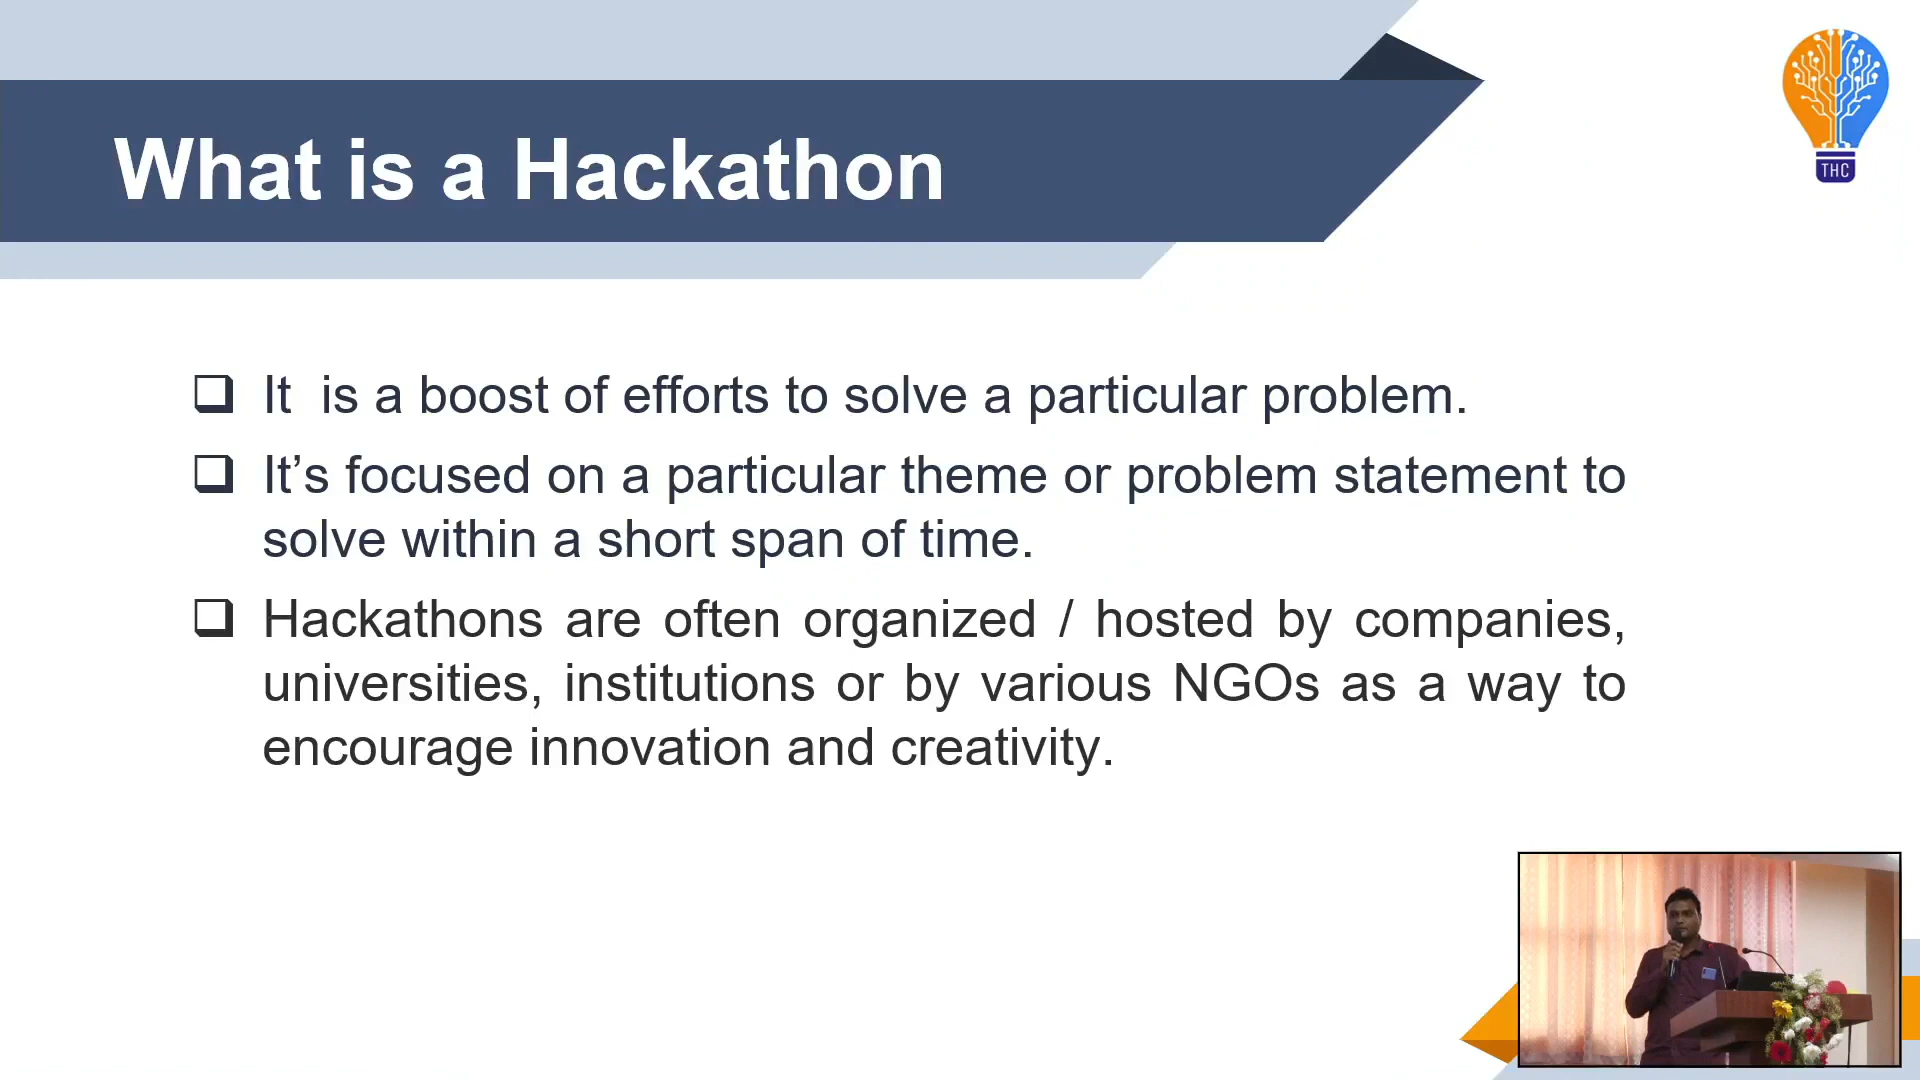 What is a Hackathon
THC
It is a boost of efforts to solve a particular problem.
It’s focused on a particular theme or problem statement to
solve within a short span of time.
Hackathons are often organized / hosted by companies,
universities, institutions or by various NGOs as a way to
encourage innovation and creativity.